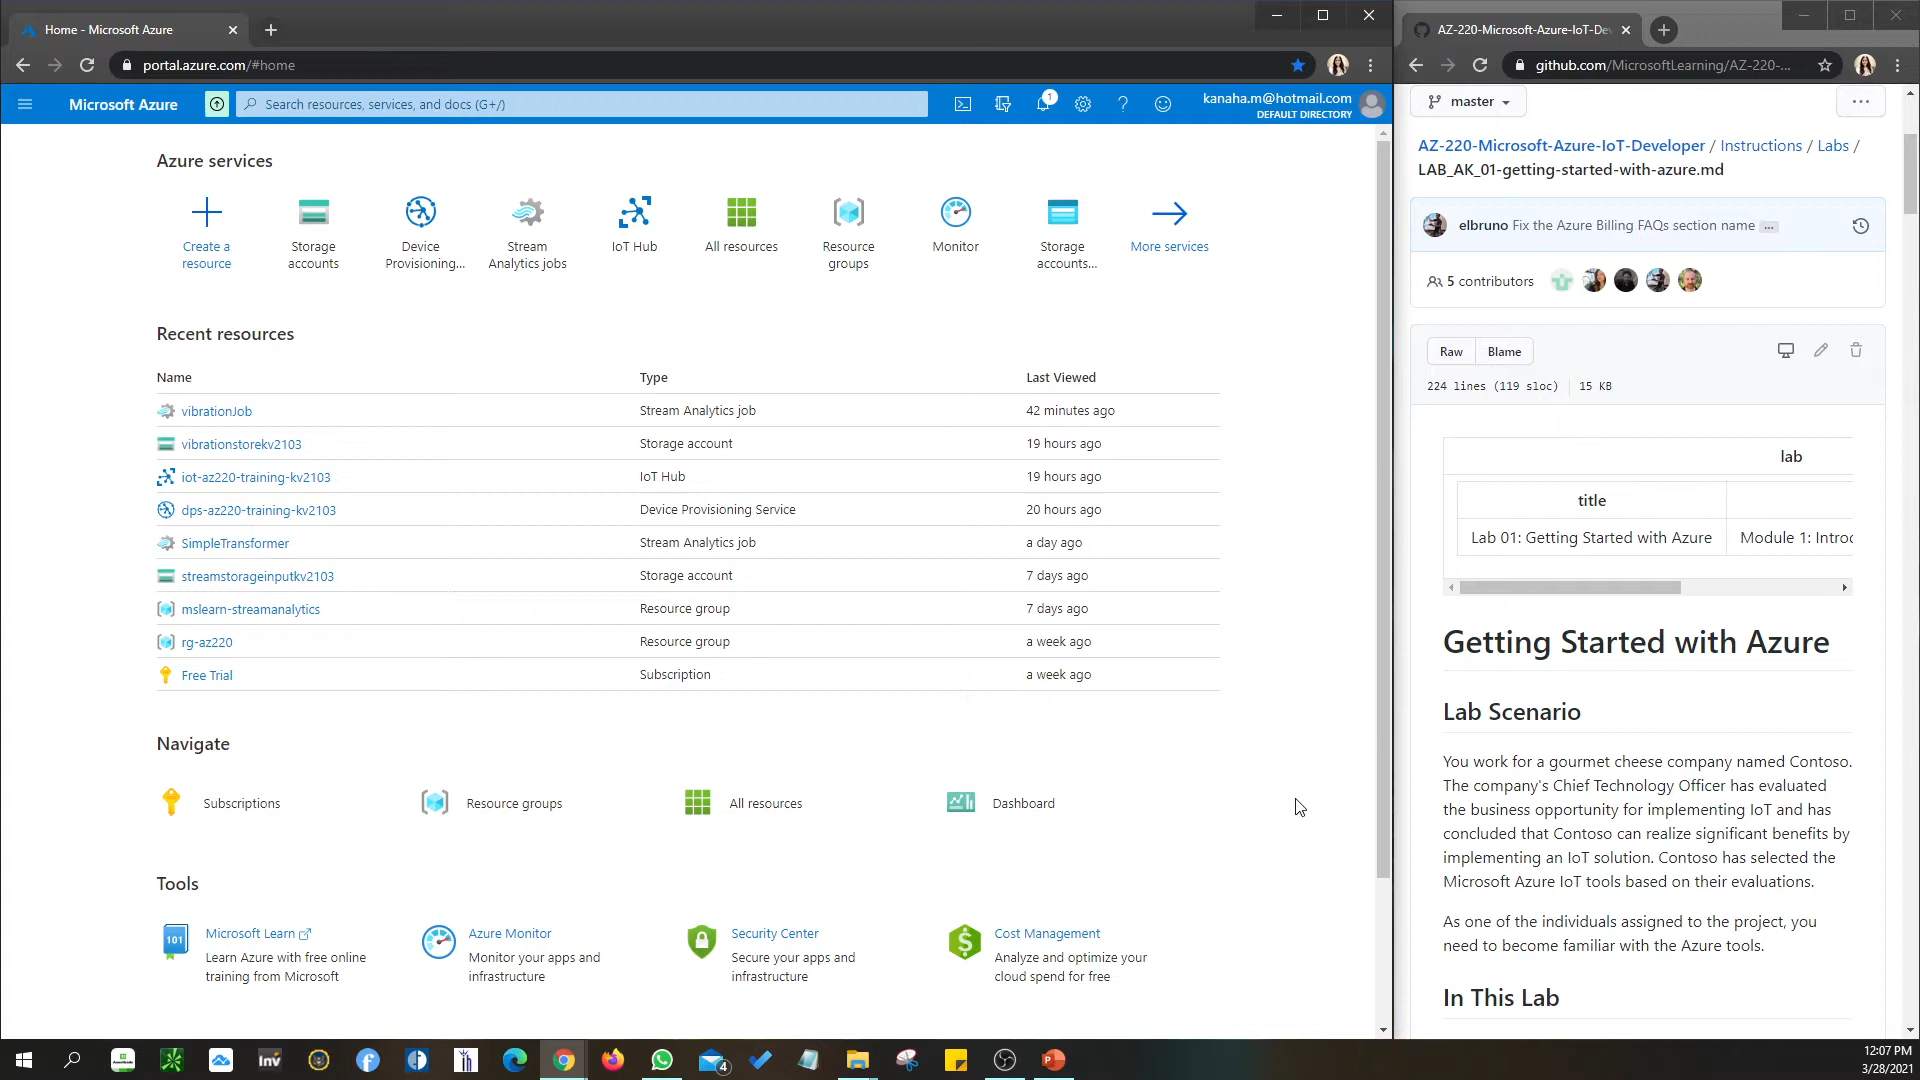 Home - Microsoft Azure
portal.azure.com/#home
Microsoft Azure
Search resources, services, and docs (G+/)
1
kanaha.m@hotmail.com
DEFAULT DIRECTORY
Azure services
Create a
resource
Storage
accounts
Device
Provisioning...
Stream
Analytics jobs
IoT Hub
All resources
Resource
groups
Monitor
Storage
accounts...
More services
Recent resources
Name Type Last Viewed
vibrationJob Stream Analytics job 42 minutes ago
vibrationstorekv2103 Storage account 19 hours ago
iot-az220-training-kv2103 IoT Hub 19 hours ago
dps-az220-training-kv2103 Device Provisioning Service 20 hours ago
SimpleTransformer Stream Analytics job a day ago
streamstorageinputkv2103 Storage account 7 days ago
mslearn-streamanalytics Resource group 7 days ago
rg-az220 Resource group a week ago
Free Trial Subscription a week ago
Navigate
Subscriptions Resource groups All resources Dashboard
Tools
101
Microsoft Learn
Learn Azure with free online
training from Microsoft
Azure Monitor
Monitor your apps and
infrastructure
Security Center
Secure your apps and
infrastructure
Cost Management
Analyze and optimize your
cloud spend for free
AZ-220-Microsoft-Azure-IoT-De
github.com/MicrosoftLearning/AZ-220-...
master
AZ-220-Microsoft-Azure-IoT-Developer / Instructions / Labs /
LAB_AK_01-getting-started-with-azure.md
elbruno Fix the Azure Billing FAQs section name ...
5 contributors
Raw Blame
224 lines (119 sloc) 15 KB
lab
title
Lab 01: Getting Started with Azure Module 1: Introd
Getting Started with Azure
Lab Scenario
You work for a gourmet cheese company named Contoso.
The company's Chief Technology Officer has evaluated
the business opportunity for implementing IoT and has
concluded that Contoso can realize significant benefits by
implementing an IoT solution. Contoso has selected the
Microsoft Azure IoT tools based on their evaluations.
As one of the individuals assigned to the project, you
need to become familiar with the Azure tools.
In This Lab
Inv
4
12:07 PM
3/28/2021